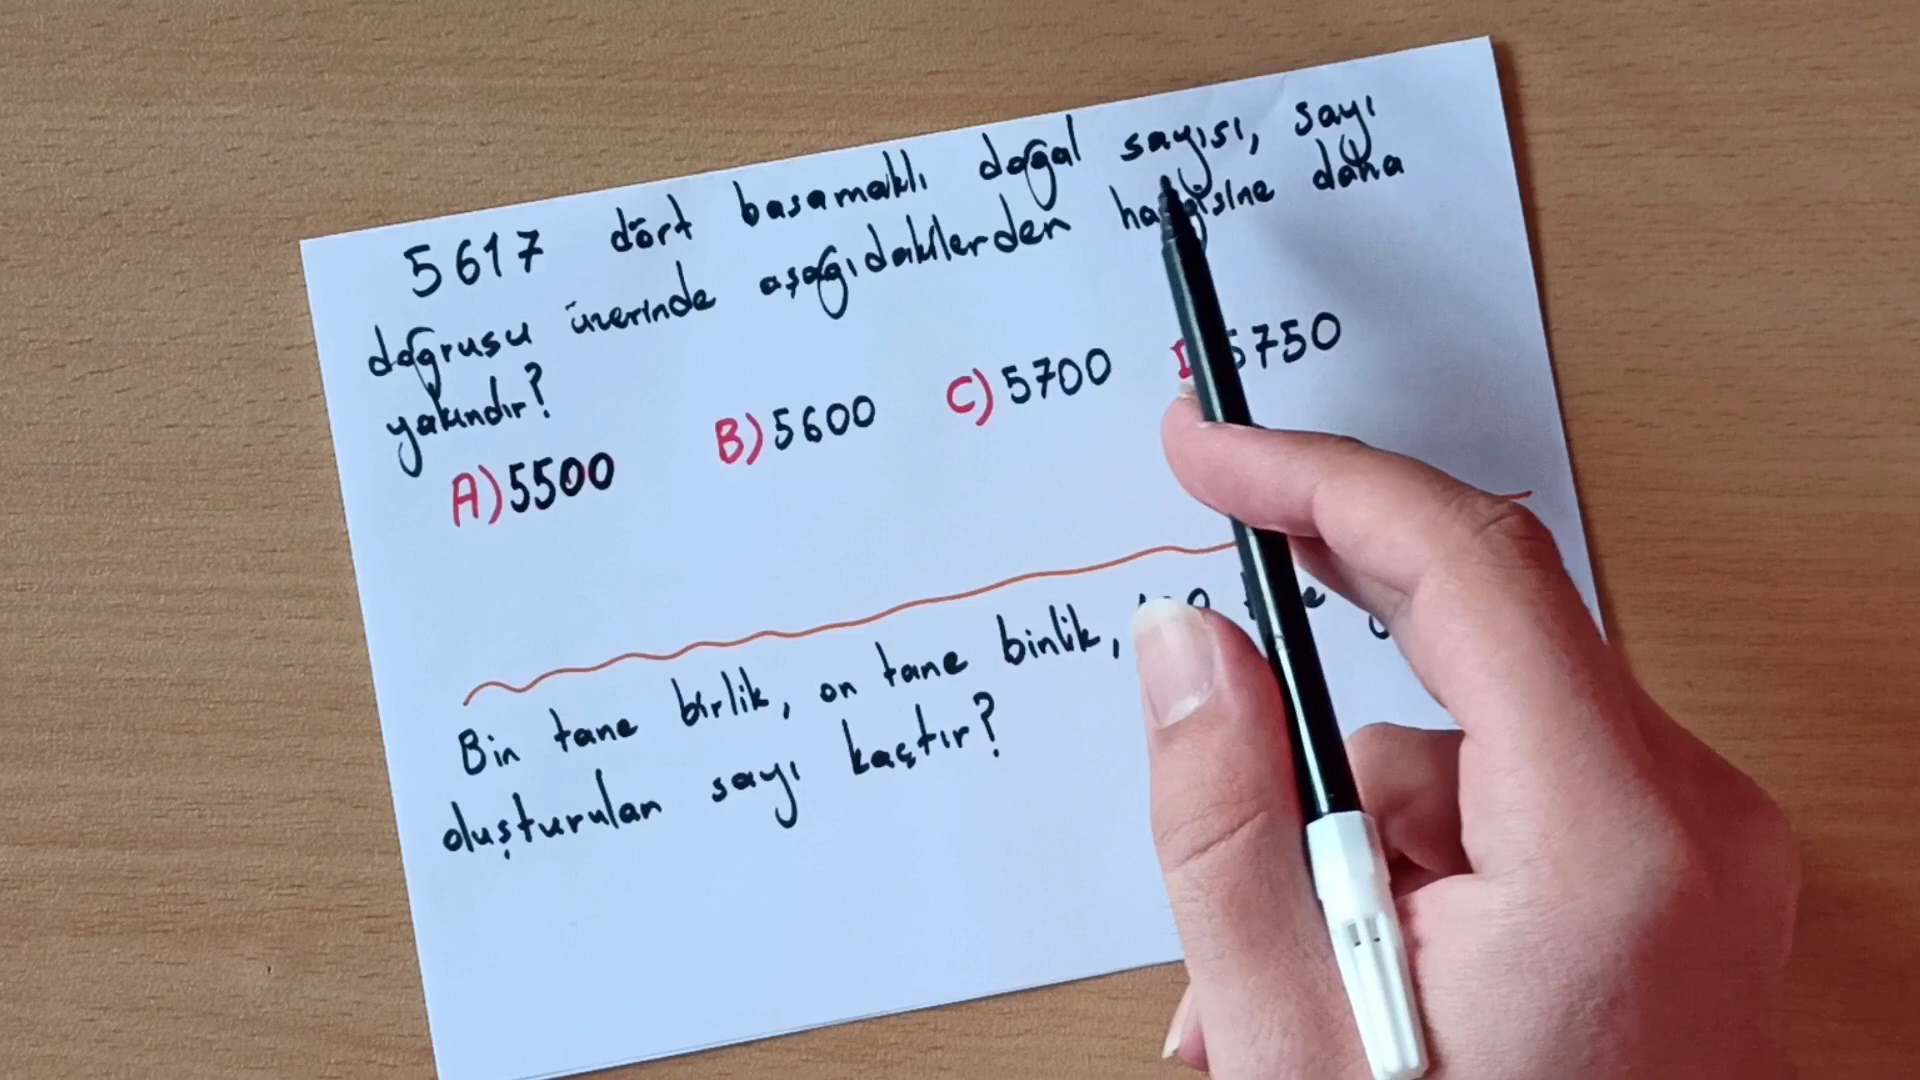 5617 dört basamaklı doğal sayısı, sayı
doğrusu üzerinde aşağıdakilerden hangisine daha
yakındır?
A) 5500 B) 5600 C) 5700 5750
Bin tane birlik, on tane binlik,
oluşturulan sayı kaçtır?